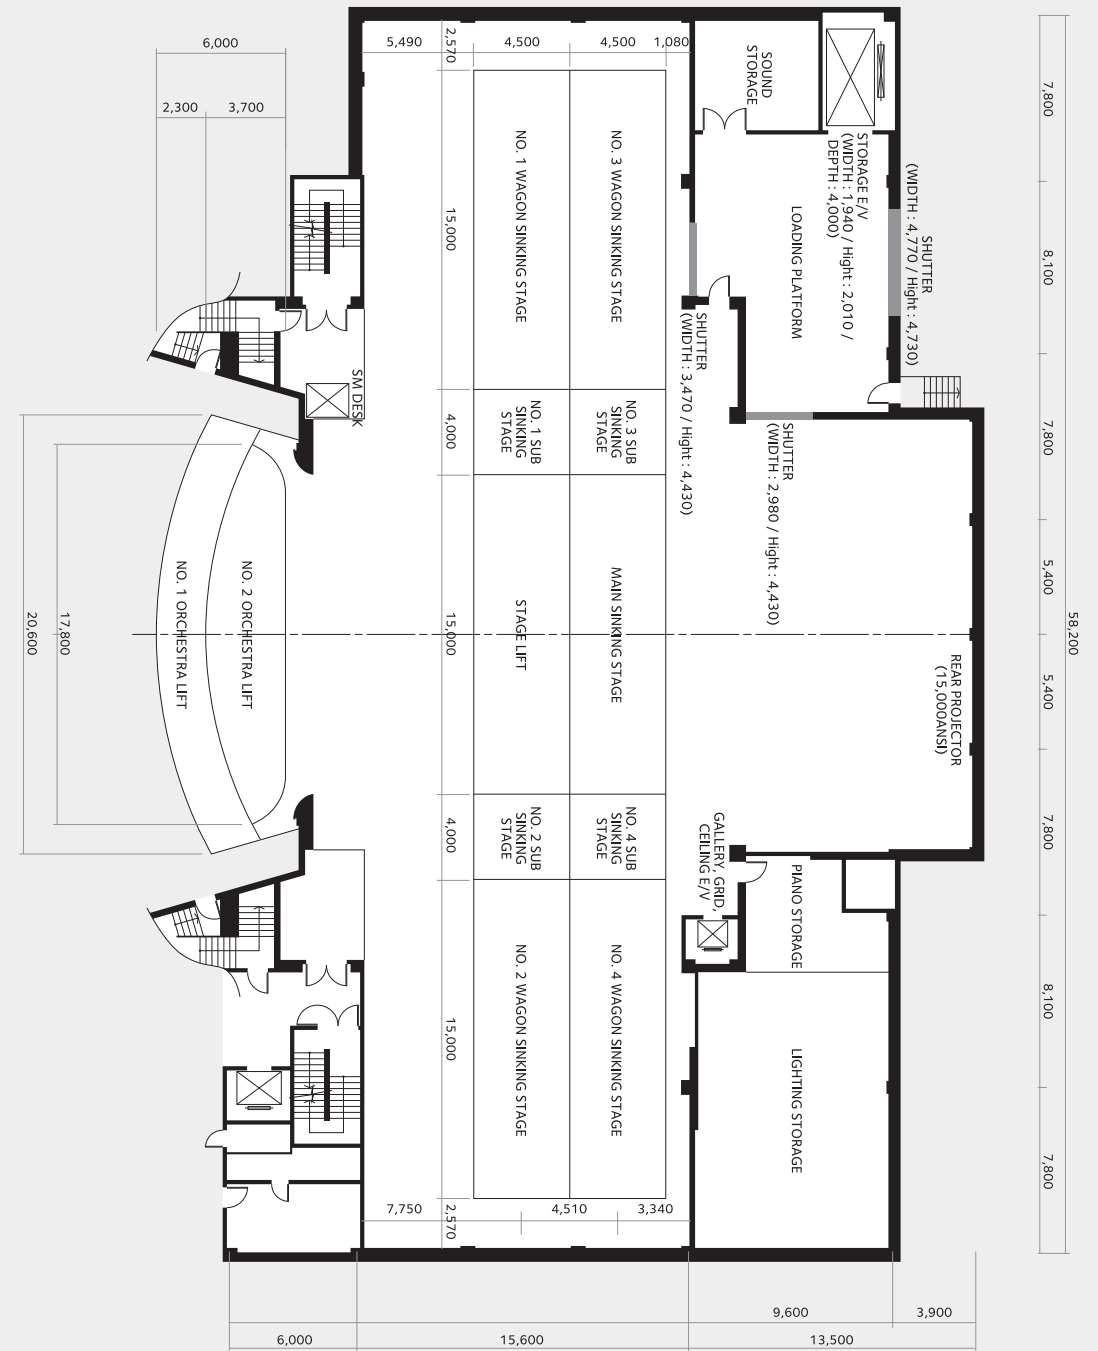 6,000
2,300
3,700
5,490
2,570
4,500
4,500
1,080
SOUND
STORAGE
STORAGE E/V
(WIDTH : 1,940 / Hight : 2,010 /
DEPTH : 4,000)
SHUTTER
(WIDTH : 4,770 / Hight : 4,730)
LOADING PLATFORM
7,800
8,100
7,800
5,400
5,400
7,800
8,100
7,800
58,200
NO. 1 WAGON SINKING STAGE
NO. 3 WAGON SINKING STAGE
15,000
SHUTTER
(WIDTH : 3,470 / Hight : 4,430)
SM DESK
4,000
NO. 1 SUB
SINKING
STAGE
NO. 3 SUB
SINKING
STAGE
SHUTTER
(WIDTH : 2,980 / Hight : 4,430)
20,600
17,800
NO. 1 ORCHESTRA LIFT
NO. 2 ORCHESTRA LIFT
15,000
STAGE LIFT
MAIN SINKING STAGE
REAR PROJECTOR
(15,000ANSI)
4,000
NO. 2 SUB
SINKING
STAGE
NO. 4 SUB
SINKING
STAGE
GALLERY, GRID,
CEILING E/V
PIANO STORAGE
15,000
NO. 2 WAGON SINKING STAGE
NO. 4 WAGON SINKING STAGE
LIGHTING STORAGE
7,750
2,570
4,510
3,340
9,600
3,900
6,000
15,600
13,500